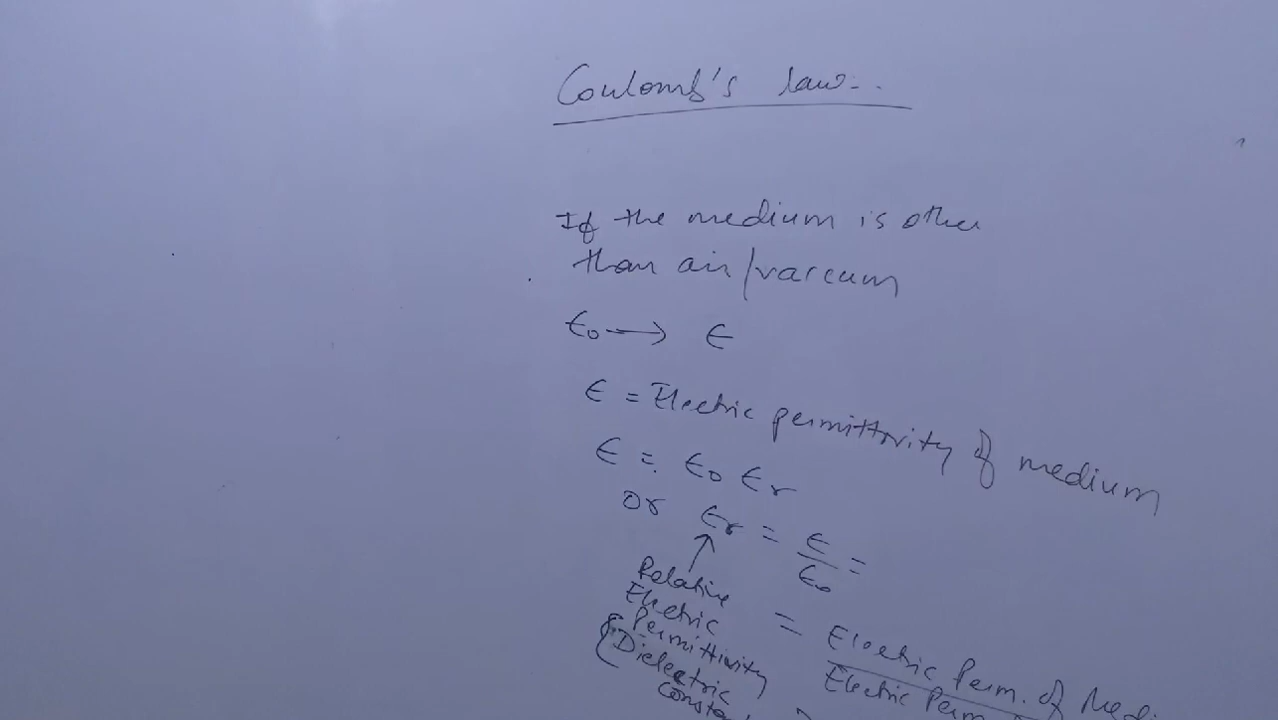 Coulomb's law:-
If the medium is other
than air/vaccum
ϵ₀ → ϵ
ϵ = Electric permittivity of medium
ϵ = ϵ₀ ϵᵣ
or ϵᵣ = ϵ/ϵ₀ =
Relative
Electric
Permittivity
{Dielectric
= Electric Perm. of
Electric